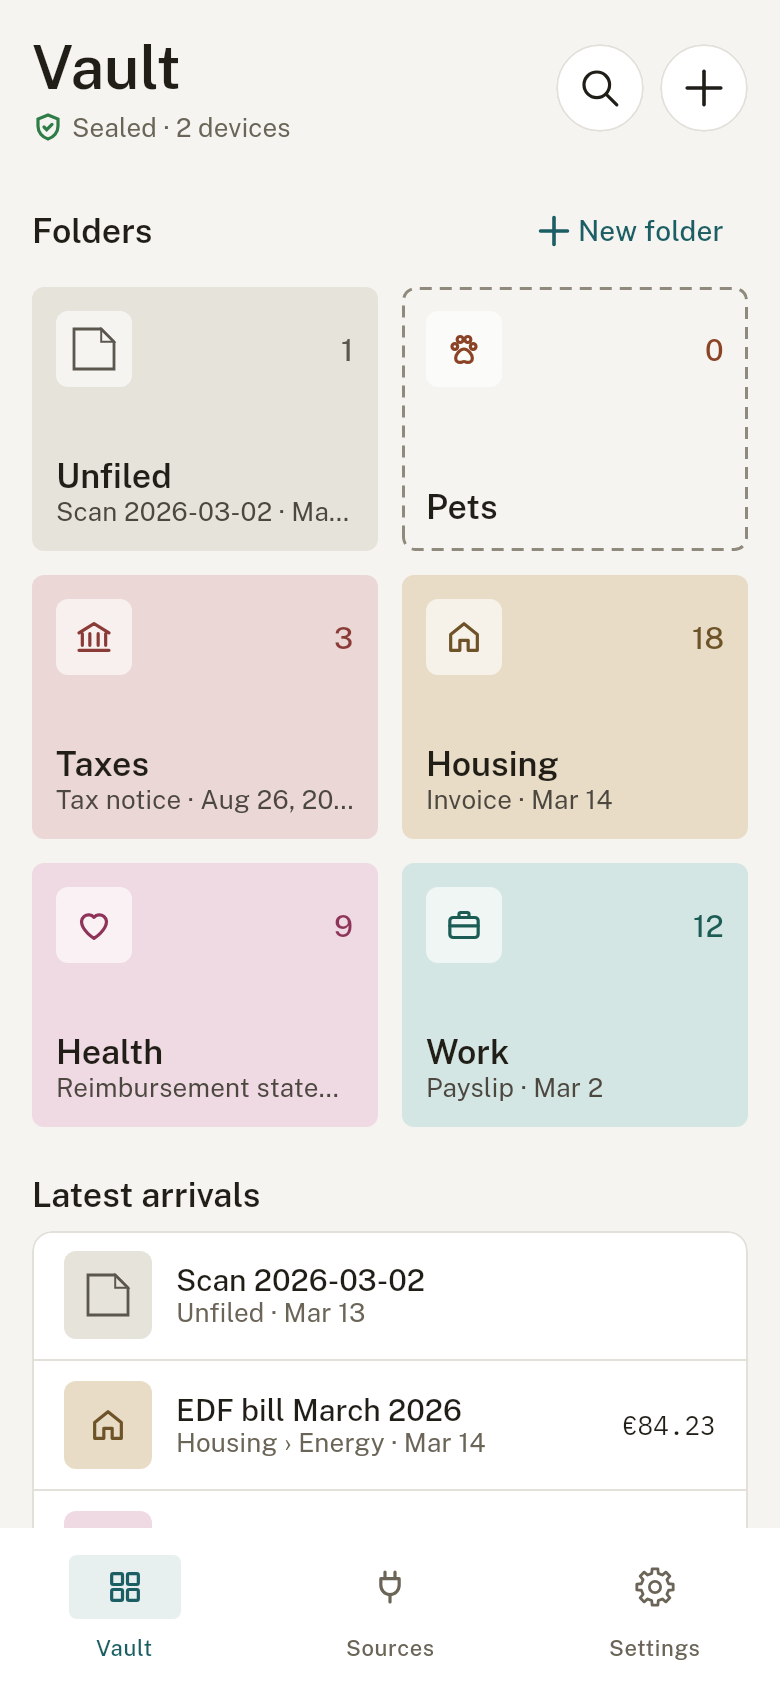 Vault
Sealed · 2 devices
Folders
New folder
1
Unfiled
Scan 2026-03-02 · Ma…
0
Pets
3
Taxes
Tax notice · Aug 26, 20…
18
Housing
Invoice · Mar 14
9
Health
Reimbursement state…
12
Work
Payslip · Mar 2
Latest arrivals
Scan 2026-03-02
Unfiled · Mar 13
EDF bill March 2026
Housing › Energy · Mar 14
€84.23
Vault
Sources
Settings